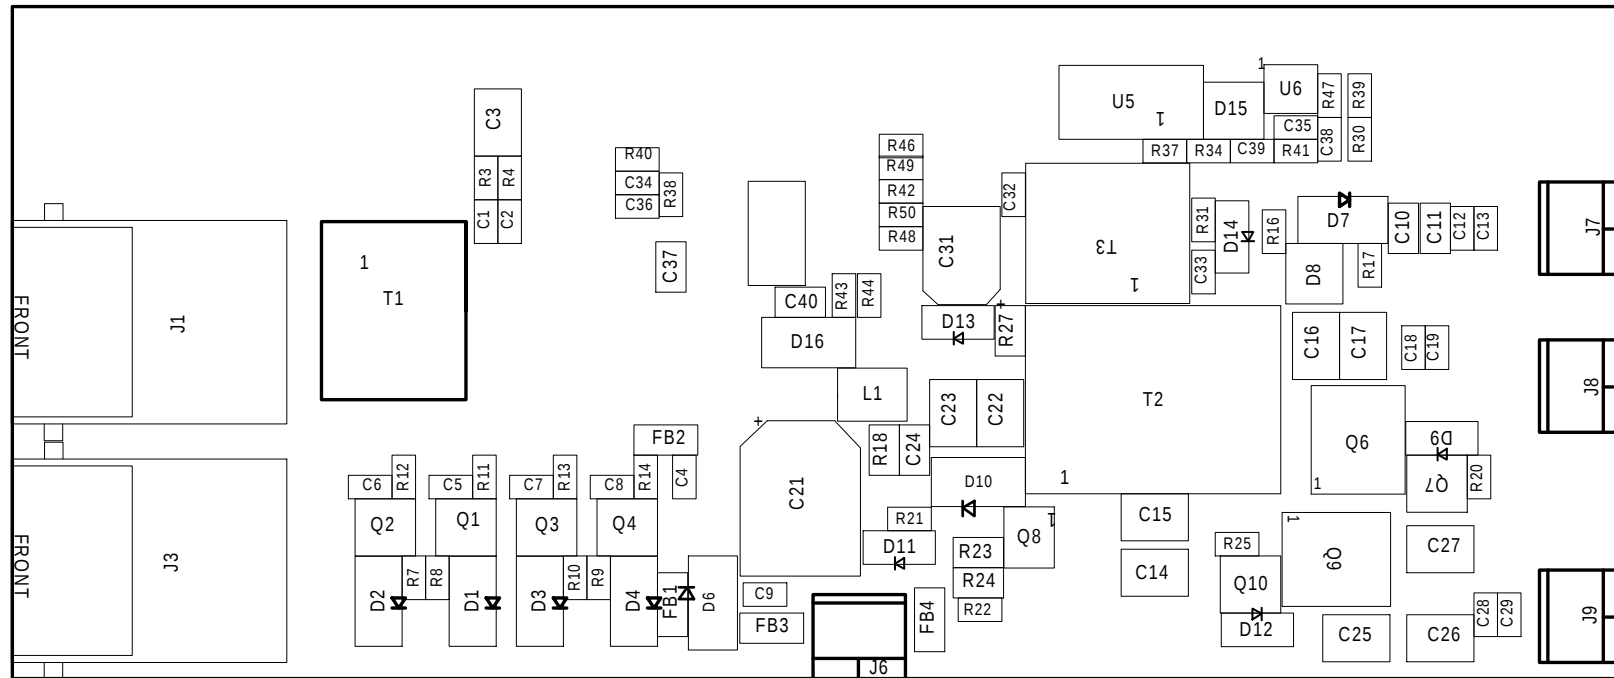 1
U5
1
D15
U6
R47
R39
C3
C35
C38
R30
R46
R37
R34
C39
R41
R40
R49
R3
R4
C34
R38
R42
C32
C36
R50
R31
D14
R16
D7
C10
C11
C12
C13
J7
C1
C2
R48
C31
T3
1
C33
D8
R17
C37
1
T1
FRONT
J1
C40
R43
R44
+
D13
R27
D16
C16
C17
C18
C19
J8
L1
C23
C22
T2
1
+
FB2
R18
C24
Q6
1
D9
Q7
R20
C6
R12
C5
R11
C7
R13
C8
R14
C4
C21
D10
C15
Q2
Q1
Q3
Q4
R21
1
Q8
1
Q9
FRONT
J3
D11
R23
R25
C27
R7
R8
R10
R9
R24
C14
Q10
D2
D1
D3
D4
FB1
D6
C9
FB4
R22
C28
C29
J9
FB3
D12
C25
C26
J6